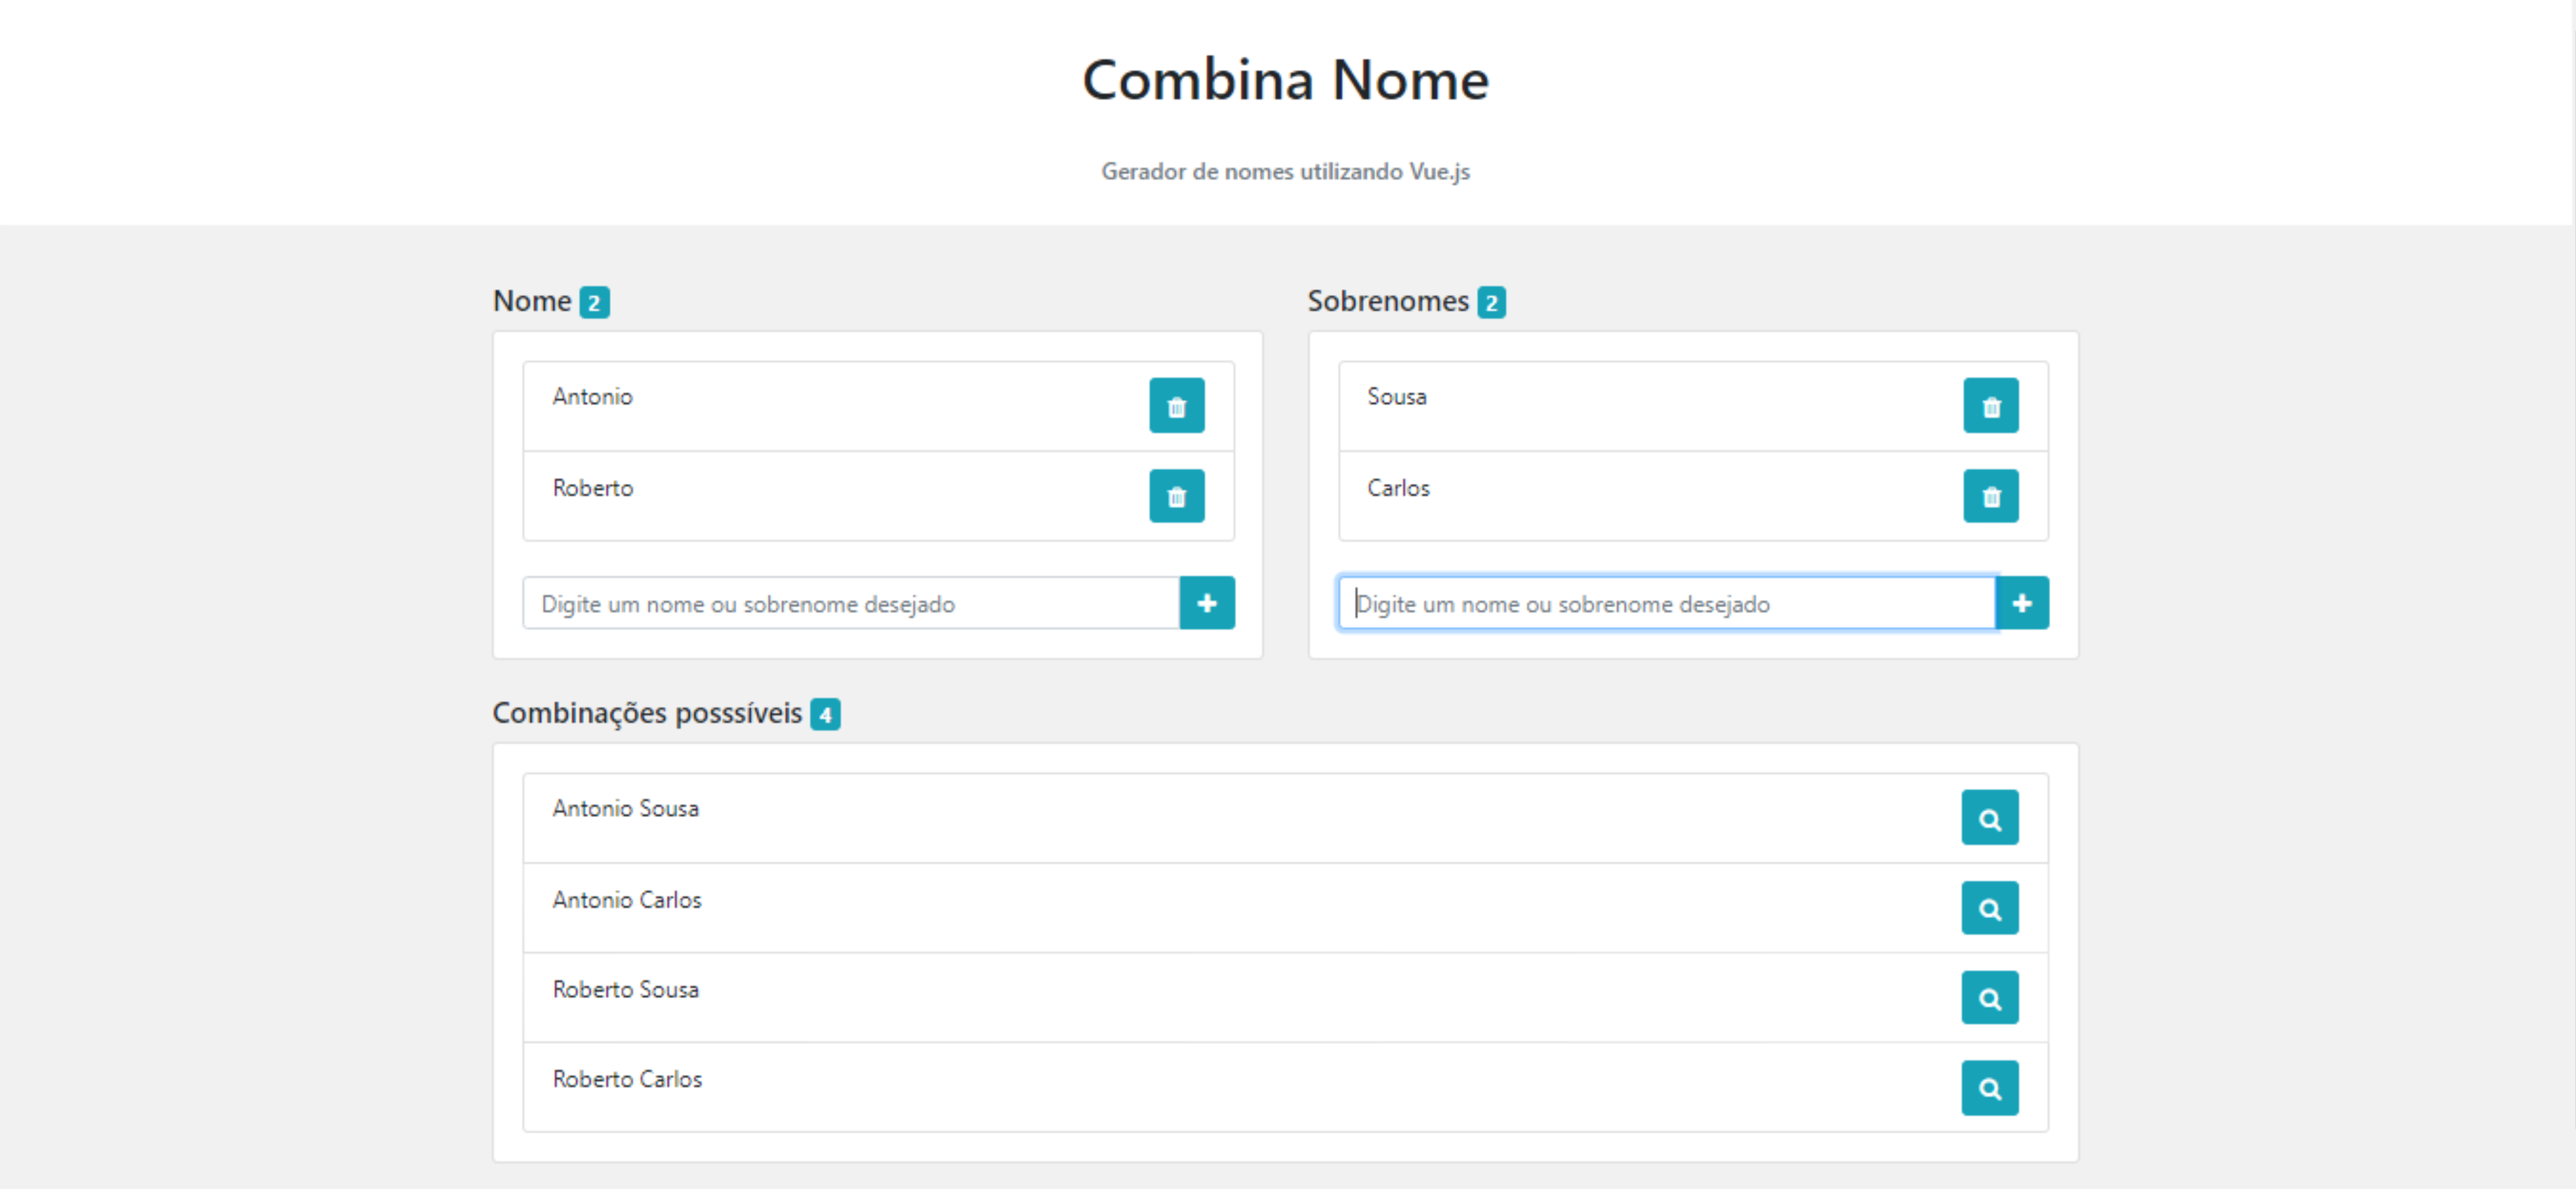 Combina Nome
Gerador de nomes utilizando Vue.js
Nome 2
Antonio
Roberto
Digite um nome ou sobrenome desejado
Sobrenomes 2
Sousa
Carlos
Digite um nome ou sobrenome desejado
Combinações posssíveis 4
Antonio Sousa
Antonio Carlos
Roberto Sousa
Roberto Carlos